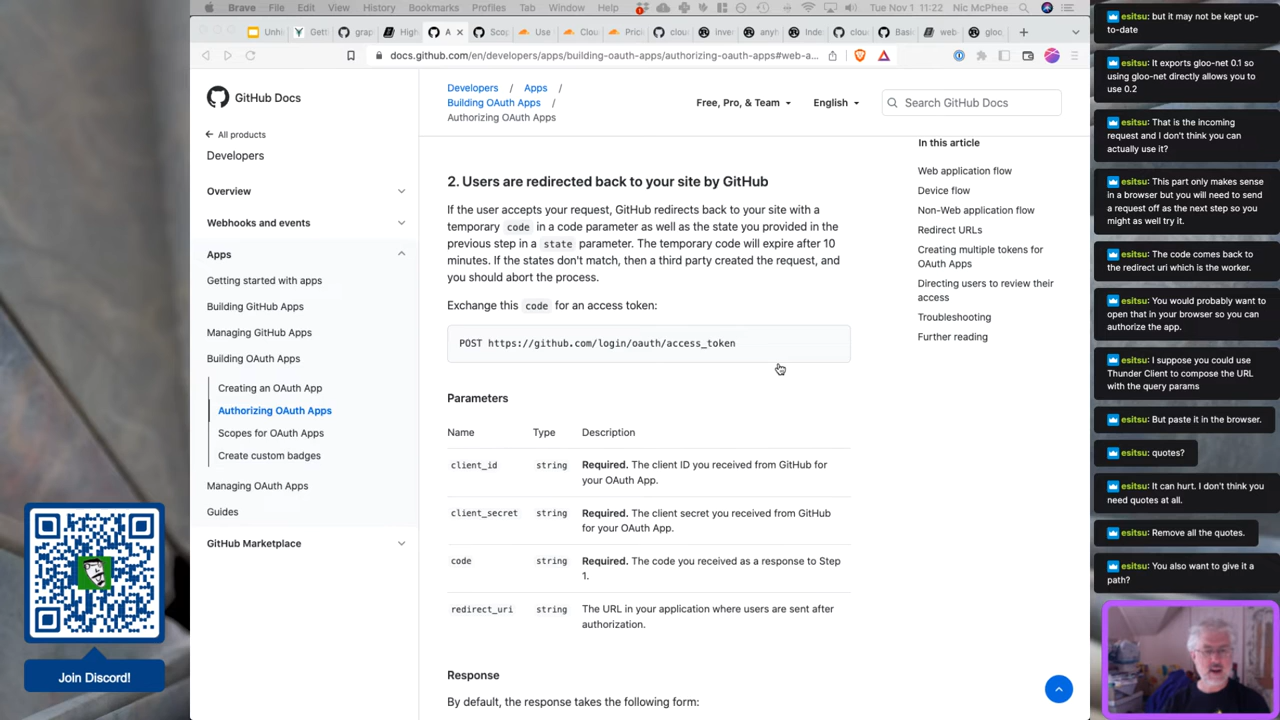 Brave File Edit View History Bookmarks Profiles Tab Window Help Tue Nov 1 11:22 Nic McPhee
docs.github.com/en/developers/apps/building-oauth-apps/authorizing-oauth-apps#web-a...
GitHub Docs
All products
Developers
Overview
Webhooks and events
Apps
Getting started with apps
Building GitHub Apps
Managing GitHub Apps
Building OAuth Apps
Creating an OAuth App
Authorizing OAuth Apps
Scopes for OAuth Apps
Create custom badges
Managing OAuth Apps
Guides
GitHub Marketplace
Developers / Apps /
Building OAuth Apps /
Authorizing OAuth Apps
Free, Pro, & Team
English
Search GitHub Docs
2. Users are redirected back to your site by GitHub
If the user accepts your request, GitHub redirects back to your site with a
temporary code in a code parameter as well as the state you provided in the
previous step in a state parameter. The temporary code will expire after 10
minutes. If the states don't match, then a third party created the request, and
you should abort the process.
Exchange this code for an access token:
POST https://github.com/login/oauth/access_token
Parameters
Name Type Description
client_id string Required. The client ID you received from GitHub for
your OAuth App.
client_secret string Required. The client secret you received from GitHub
for your OAuth App.
code string Required. The code you received as a response to Step
1.
redirect_uri string The URL in your application where users are sent after
authorization.
Response
By default, the response takes the following form:
In this article
Web application flow
Device flow
Non-Web application flow
Redirect URLs
Creating multiple tokens for
OAuth Apps
Directing users to review their
access
Troubleshooting
Further reading
esitsu: but it may not be kept up-
to-date
esitsu: It exports gloo-net 0.1 so
using gloo-net directly allows you to
use 0.2
esitsu: That is the incoming
request and I don't think you can
actually use it?
esitsu: This part only makes sense
in a browser but you will need to send
a request off as the next step so you
might as well try it.
esitsu: The code comes back to
the redirect uri which is the worker.
esitsu: You would probably want to
open that in your browser so you can
authorize the app.
esitsu: I suppose you could use
Thunder Client to compose the URL
with the query params
esitsu: But paste it in the browser.
esitsu: quotes?
esitsu: It can hurt. I don't think you
need quotes at all.
esitsu: Remove all the quotes.
esitsu: You also want to give it a
path?
Join Discord!